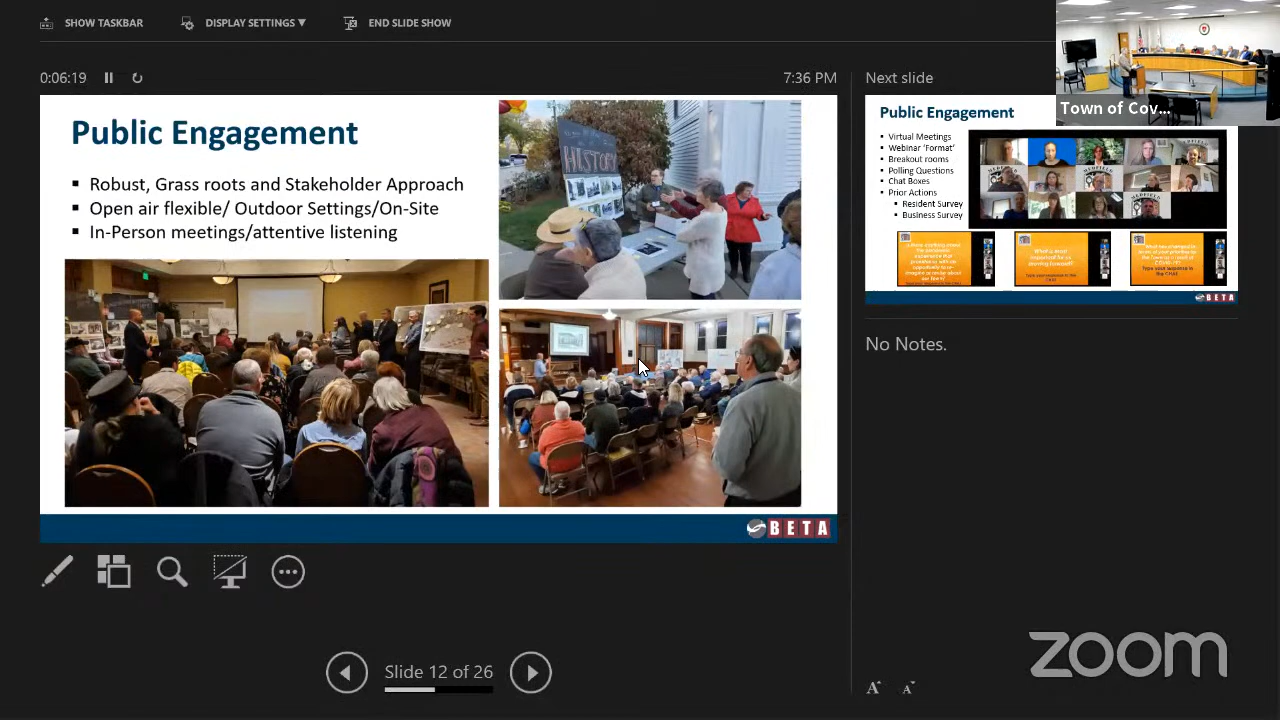 SHOW TASKBAR
DISPLAY SETTINGS ▼
END SLIDE SHOW
0:06:19
7:36 PM
Next slide
Town of Cov...
Public Engagement
▪ Robust, Grass roots and Stakeholder Approach
▪ Open air flexible/ Outdoor Settings/On-Site
▪ In-Person meetings/attentive listening
HISTORY
BETA
Public Engagement
▪ Virtual Meetings
▪ Webinar 'Format'
▪ Breakout rooms
▪ Polling Questions
▪ Chat Boxes
▪ Prior Actions
▪ Resident Survey
▪ Business Survey
MEDFIELD
MEDFIELD
BETA
No Notes.
Slide 12 of 26
A
A
zoom